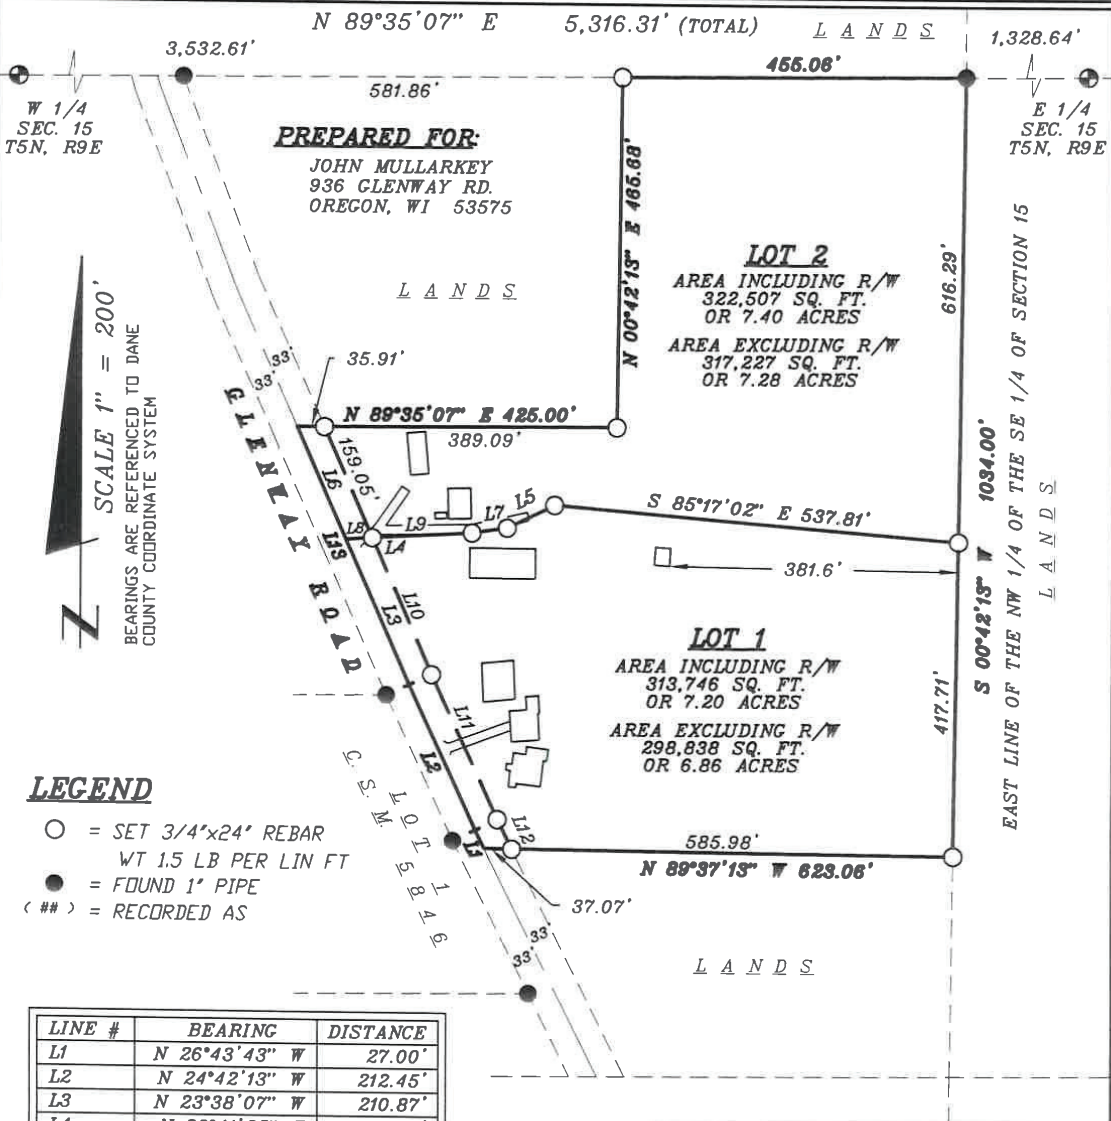 N 89°35'07" E 5,316.31' (TOTAL)
LANDS
3,532.61'
1,328.64'
455.06'
581.86'
W 1/4
SEC. 15
T5N, R9E
E 1/4
SEC. 15
T5N, R9E
PREPARED FOR:
JOHN MULLARKEY
936 GLENWAY RD.
OREGON, WI 53575
N 00°42'13" E 465.68'
LANDS
LOT 2
AREA INCLUDING R/W
322,507 SQ. FT.
OR 7.40 ACRES
AREA EXCLUDING R/W
317,227 SQ. FT.
OR 7.28 ACRES
616.29'
S 00°42'13" W 1034.00'
EAST LINE OF THE NW 1/4 OF THE SE 1/4 OF SECTION 15
LANDS
SCALE 1" = 200'
BEARINGS ARE REFERENCED TO DANE
COUNTY COORDINATE SYSTEM
N
33'
33'
35.91'
GLENWAY ROAD
N 89°35'07" E 425.00'
389.09'
159.05'
L6
L13
L8
L4
L9
L7
L5
S 85°17'02" E 537.81'
381.6'
L3
L10
LOT 1
AREA INCLUDING R/W
313,746 SQ. FT.
OR 7.20 ACRES
AREA EXCLUDING R/W
298,838 SQ. FT.
OR 6.86 ACRES
417.71'
L11
L2
L12
L1
585.98'
N 89°37'13" W 623.06'
37.07'
LOT 1
C.S.M. 5846
33'
33'
LANDS
LEGEND
= SET 3/4"x24" REBAR
WT 1.5 LB PER LIN FT
= FOUND 1" PIPE
(##) = RECORDED AS
LINE # BEARING DISTANCE
L1 N 26°43'43" W 27.00'
L2 N 24°42'13" W 212.45'
L3 N 23°38'07" W 210.87'